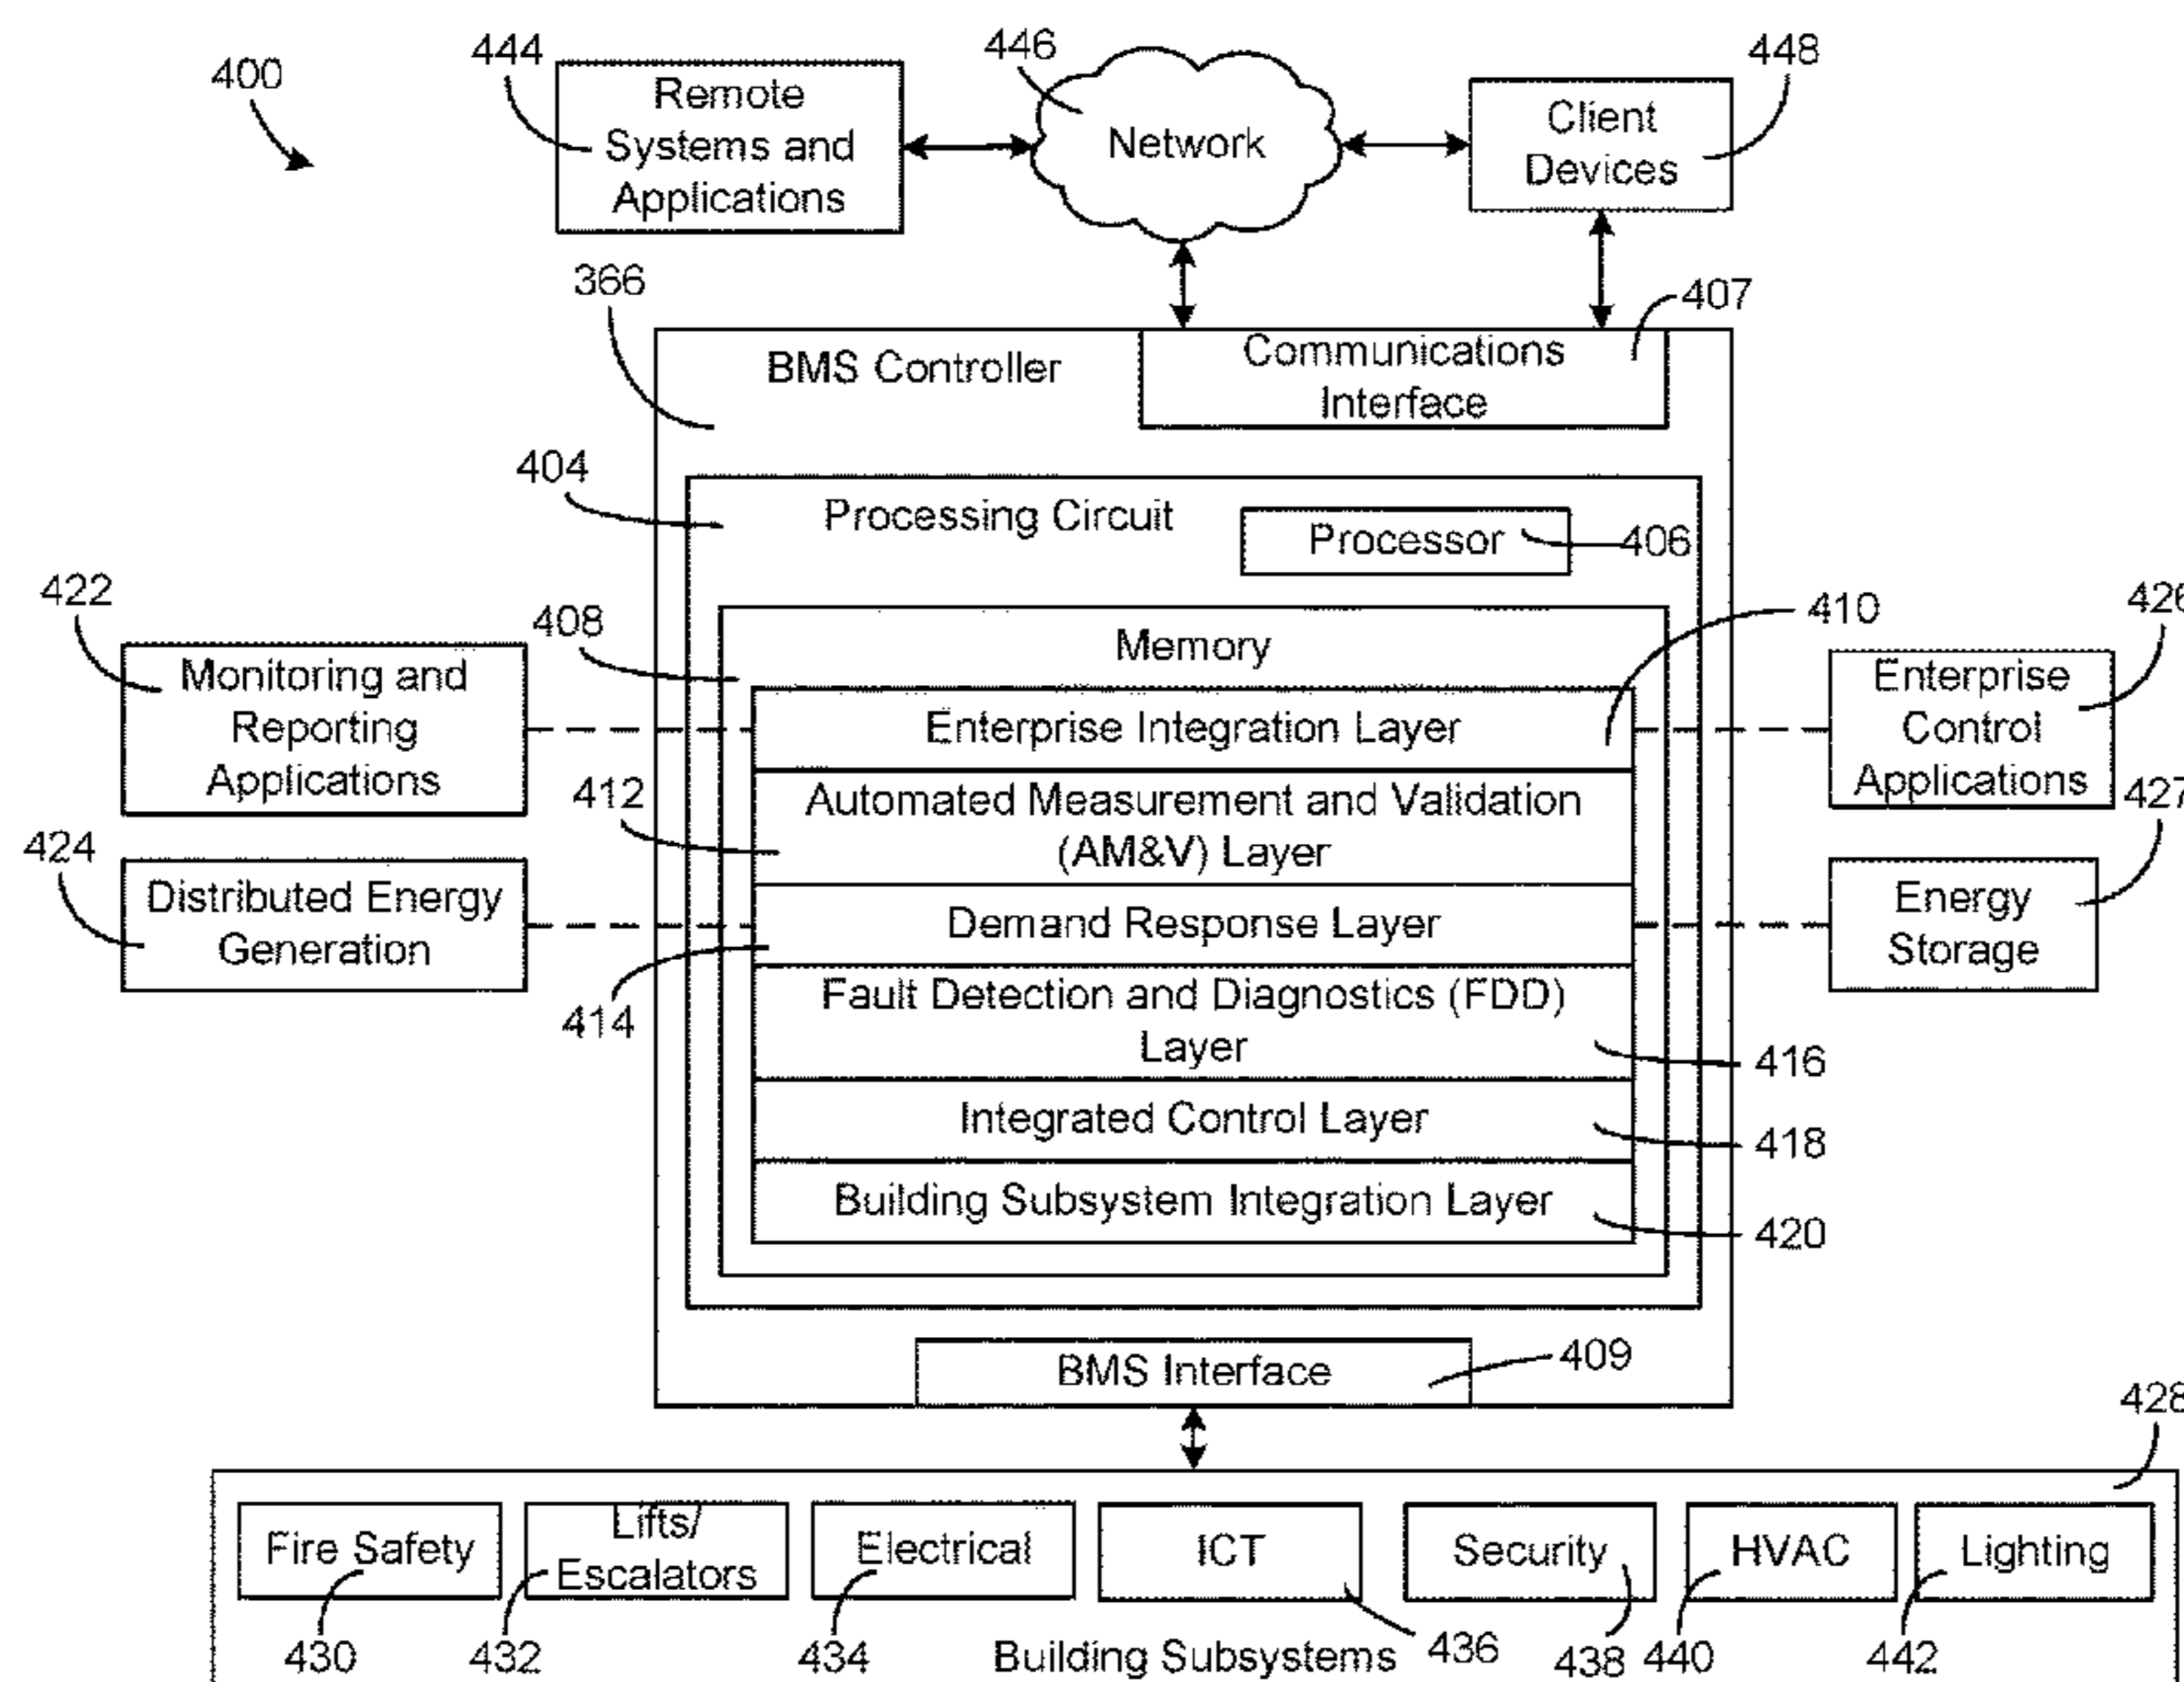 400
444
446
448
Remote
Systems and
Applications
Network
Client
Devices
366
407
BMS Controller
Communications
Interface
404
Processing Circuit
Processor
406
422
408
Memory
410
426
Monitoring and
Reporting
Applications
Enterprise Integration Layer
Enterprise
Control
Applications
412
Automated Measurement and Validation
(AM&V) Layer
427
424
Distributed Energy
Generation
Demand Response Layer
Energy
Storage
414
Fault Detection and Diagnostics (FDD)
Layer
416
Integrated Control Layer
418
Building Subsystem Integration Layer
420
BMS Interface
409
428
Fire Safety
Lifts/
Escalators
Electrical
ICT
Security
HVAC
Lighting
430
432
434
Building Subsystems
436
438
440
442